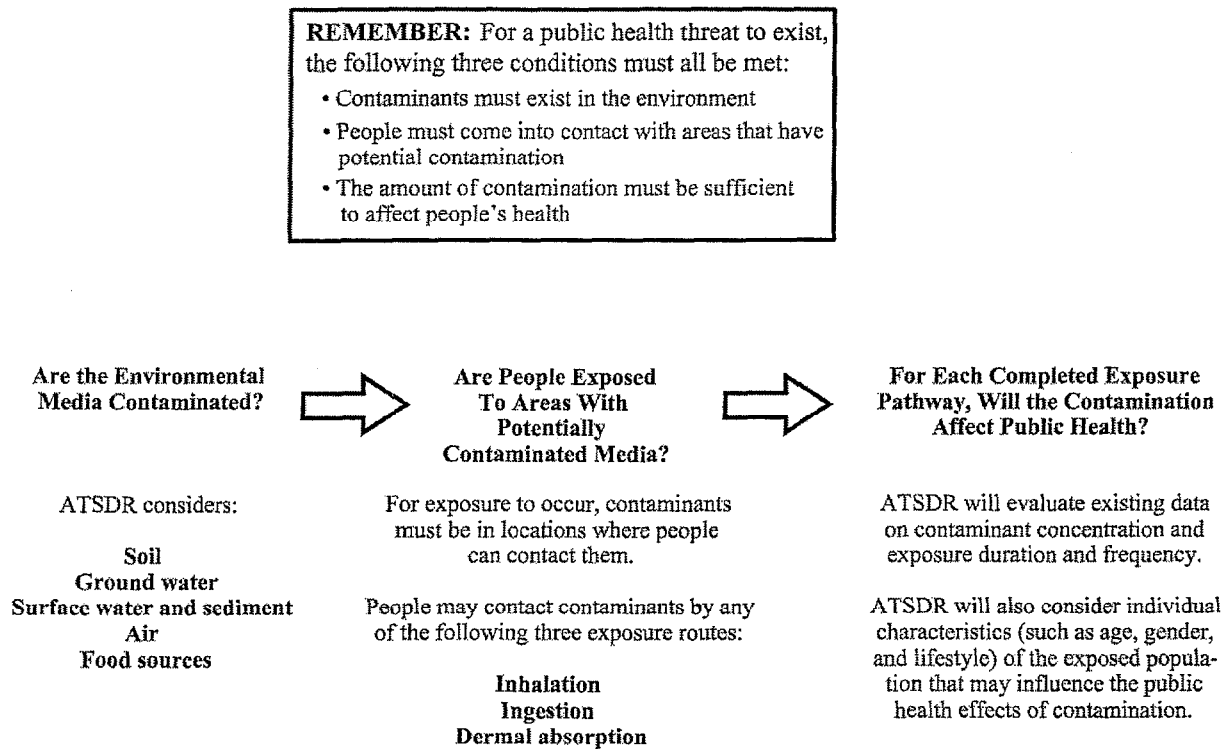 REMEMBER: For a public health threat to exist,
the following three conditions must all be met:
• Contaminants must exist in the environment
• People must come into contact with areas that have
potential contamination
• The amount of contamination must be sufficient
to affect people's health
Are the Environmental
Media Contaminated?
ATSDR considers:
Soil
Ground water
Surface water and sediment
Air
Food sources
Are People Exposed
To Areas With
Potentially
Contaminated Media?
For exposure to occur, contaminants
must be in locations where people
can contact them.
People may contact contaminants by any
of the following three exposure routes:
Inhalation
Ingestion
Dermal absorption
For Each Completed Exposure
Pathway, Will the Contamination
Affect Public Health?
ATSDR will evaluate existing data
on contaminant concentration and
exposure duration and frequency.
ATSDR will also consider individual
characteristics (such as age, gender,
and lifestyle) of the exposed popula-
tion that may influence the public
health effects of contamination.